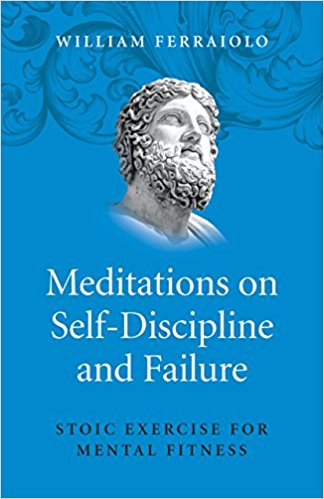 WILLIAM FERRAIOLO
Meditations on
Self-Discipline
and Failure
STOIC EXERCISE FOR
MENTAL FITNESS